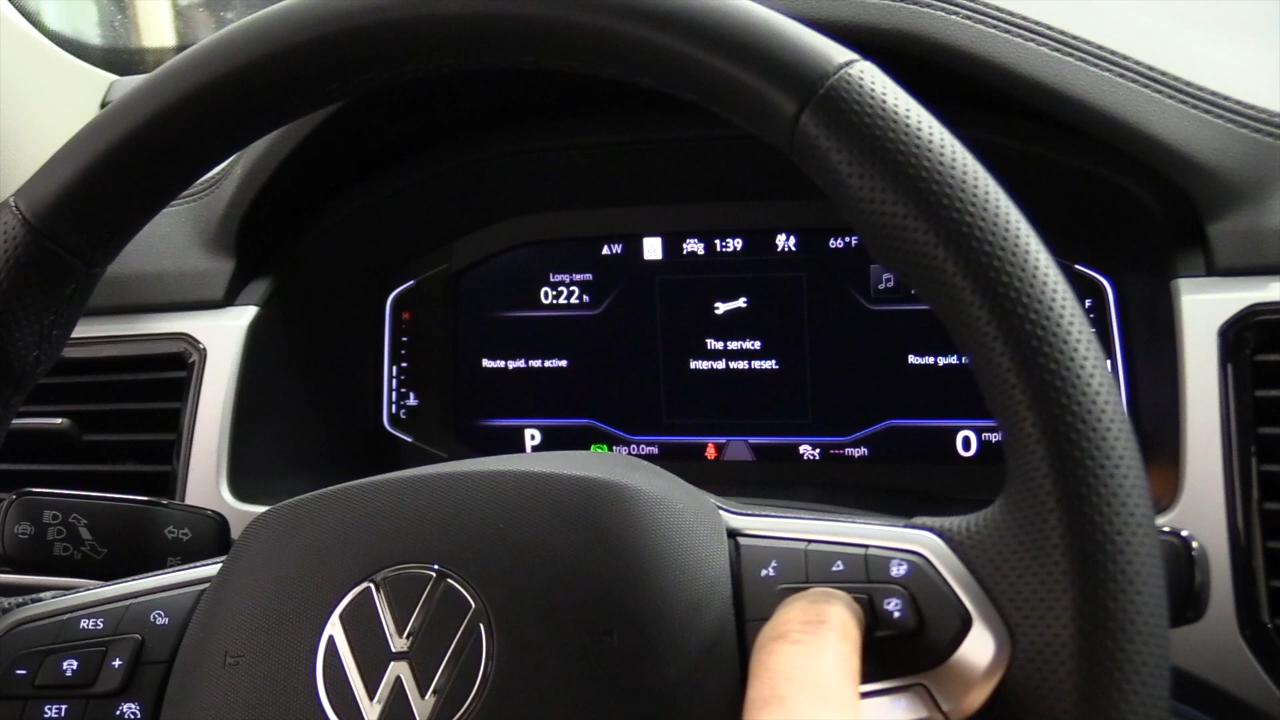 W
1:39
66°F
Long-term
0:22 h
The service
interval was reset.
Route guid. not active
Route guid.
H
C
F
P
trip 0.0mi
---mph
0
RES
-
+
SET